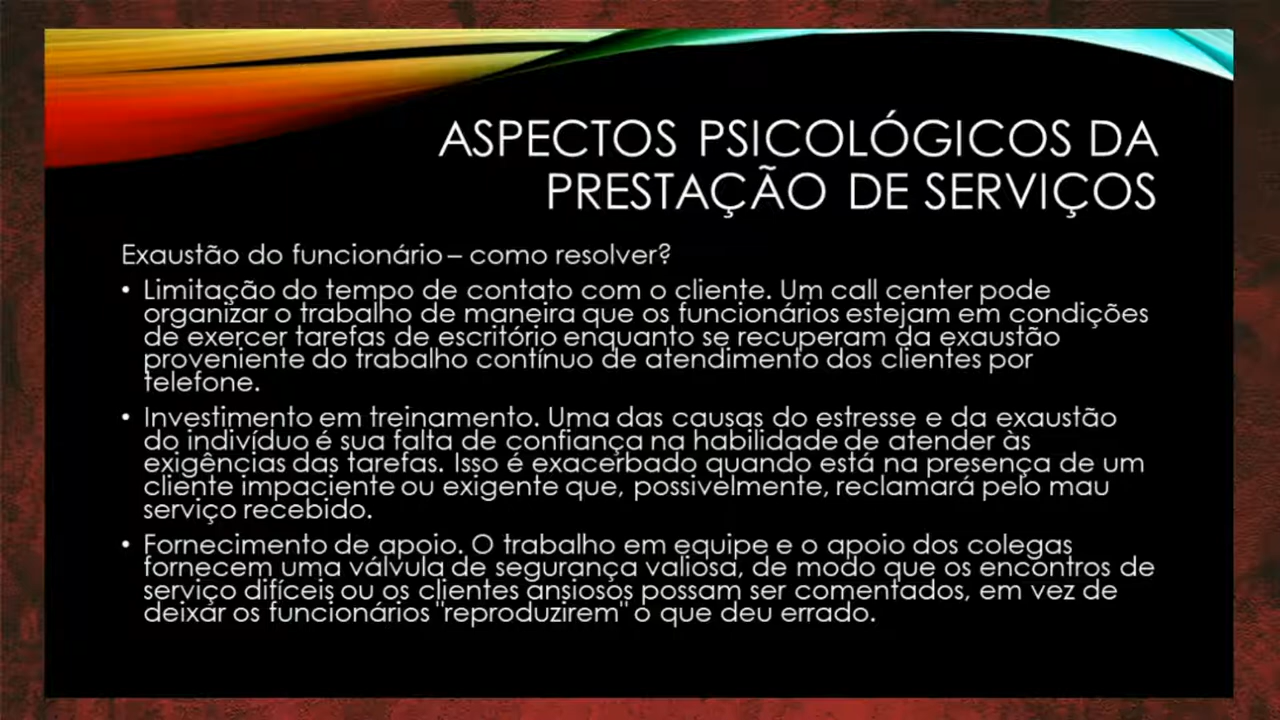 ASPECTOS PSICOLÓGICOS DA
PRESTAÇÃO DE SERVIÇOS
Exaustão do funcionário – como resolver?
• Limitação do tempo de contato com o cliente. Um call center pode
organizar o trabalho de maneira que os funcionários estejam em condições
de exercer tarefas de escritório enquanto se recuperam da exaustão
proveniente do trabalho contínuo de atendimento dos clientes por
telefone.
• Investimento em treinamento. Uma das causas do estresse e da exaustão
do indivíduo é sua falta de confiança na habilidade de atender às
exigências das tarefas. Isso é exacerbado quando está na presença de um
cliente impaciente ou exigente que, possivelmente, reclamará pelo mau
serviço recebido.
• Fornecimento de apoio. O trabalho em equipe e o apoio dos colegas
fornecem uma válvula de segurança valiosa, de modo que os encontros de
serviço difíceis ou os clientes ansiosos possam ser comentados, em vez de
deixar os funcionários "reproduzirem" o que deu errado.